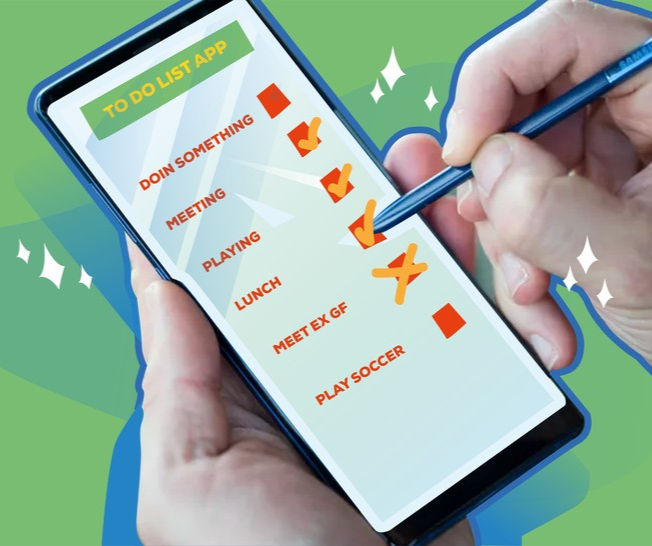 TO DO LIST APP
DOIN SOMETHING
MEETING
PLAYING
LUNCH
MEET EX GF
PLAY SOCCER
SAMSUNG